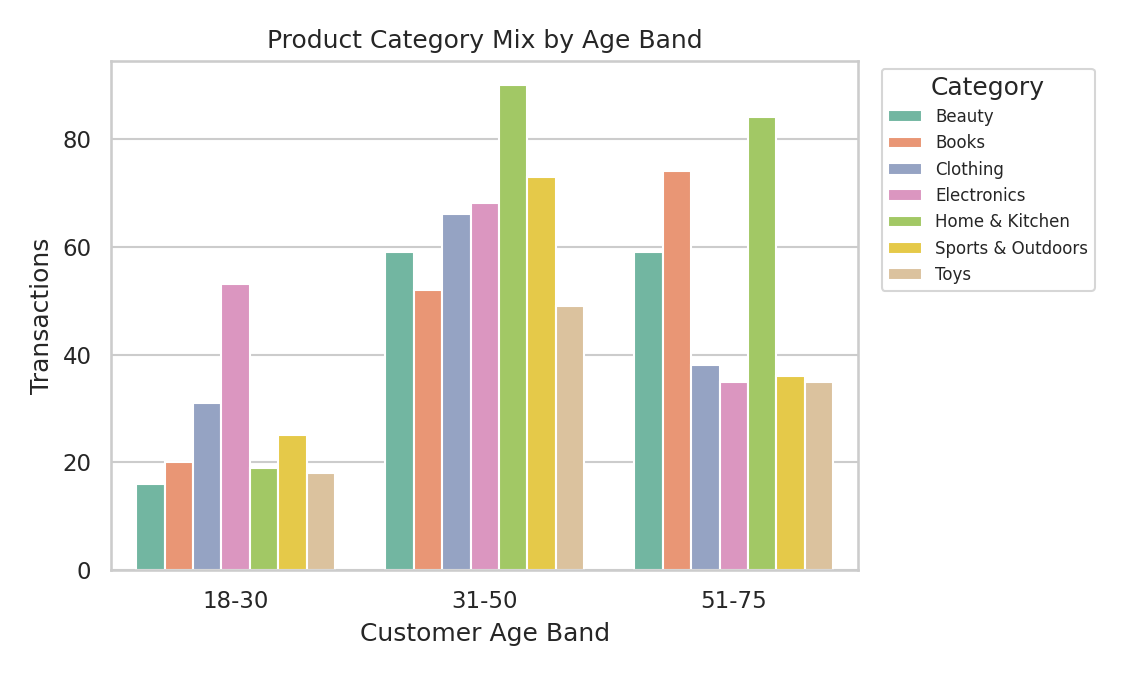 Product Category Mix by Age Band
Category
Beauty
Books
Clothing
Electronics
Home & Kitchen
Sports & Outdoors
Toys
Transactions
80
60
40
20
0
18-30
31-50
51-75
Customer Age Band